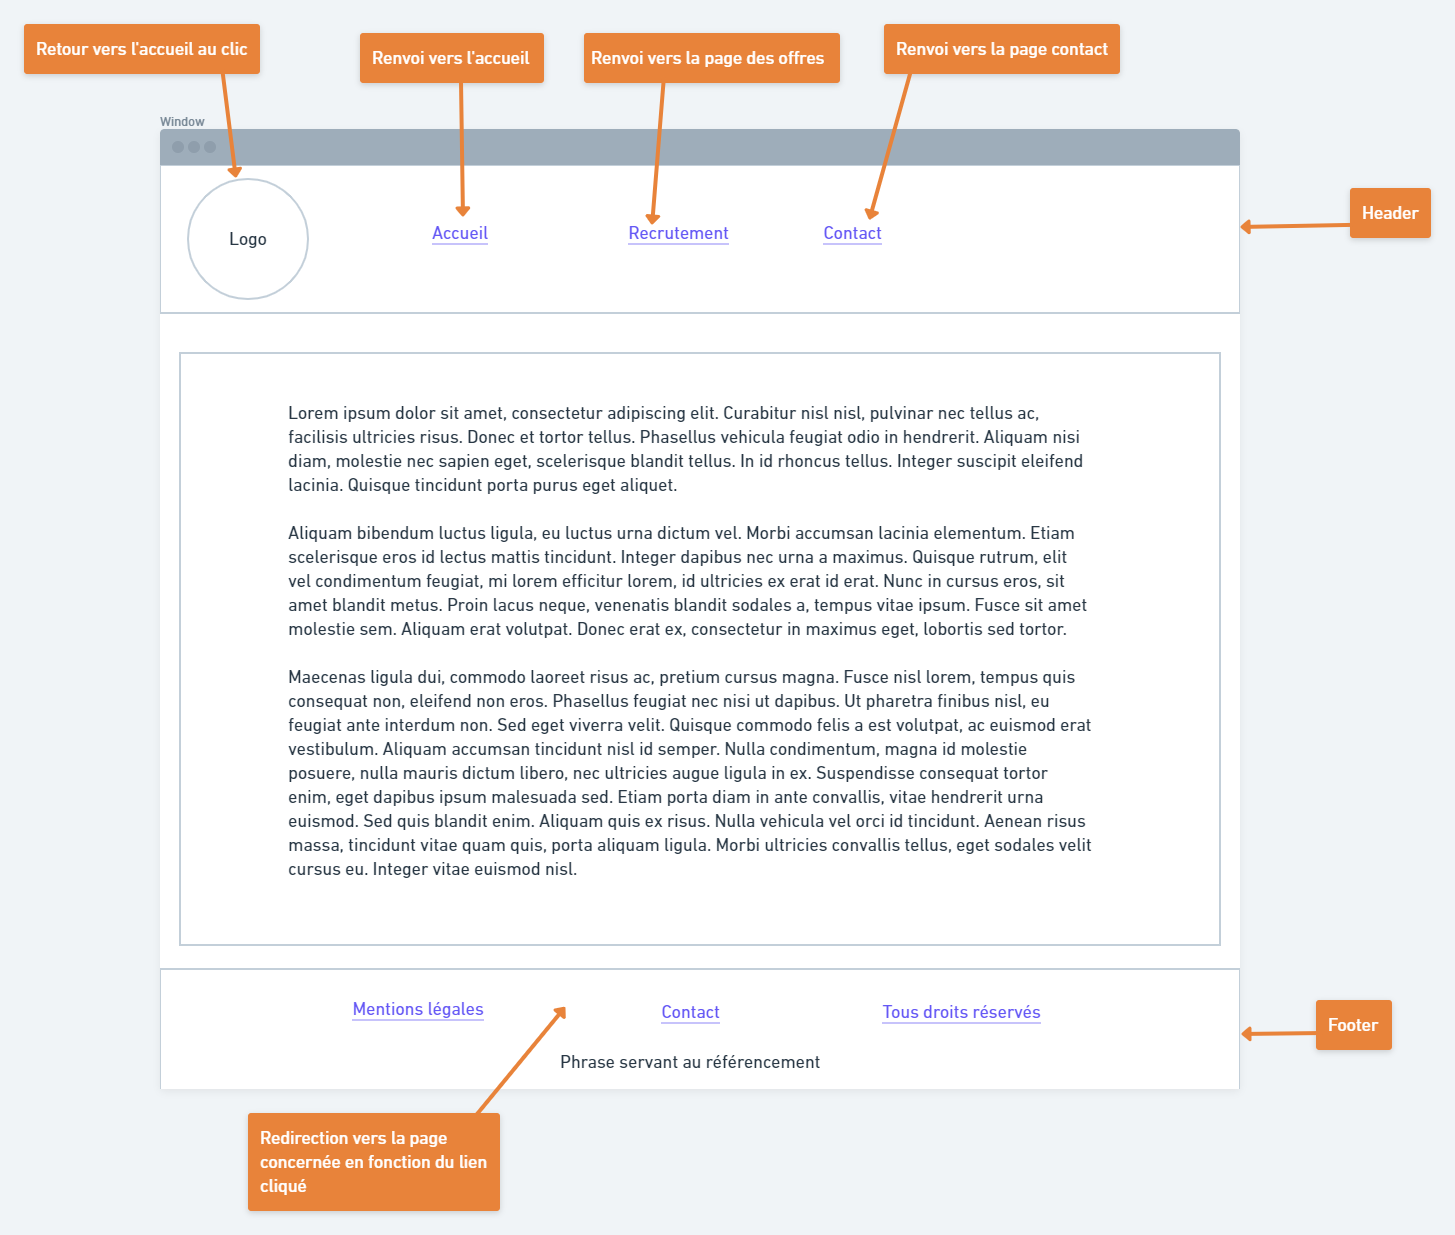 Retour vers l'accueil au clic
Renvoi vers l'accueil
Renvoi vers la page des offres
Renvoi vers la page contact
Window
Header
Logo
Accueil
Recrutement
Contact
Lorem ipsum dolor sit amet, consectetur adipiscing elit. Curabitur nisl nisl, pulvinar nec tellus ac,
facilisis ultricies risus. Donec et tortor tellus. Phasellus vehicula feugiat odio in hendrerit. Aliquam nisi
diam, molestie nec sapien eget, scelerisque blandit tellus. In id rhoncus tellus. Integer suscipit eleifend
lacinia. Quisque tincidunt porta purus eget aliquet.
Aliquam bibendum luctus ligula, eu luctus urna dictum vel. Morbi accumsan lacinia elementum. Etiam
scelerisque eros id lectus mattis tincidunt. Integer dapibus nec urna a maximus. Quisque rutrum, elit
vel condimentum feugiat, mi lorem efficitur lorem, id ultricies ex erat id erat. Nunc in cursus eros, sit
amet blandit metus. Proin lacus neque, venenatis blandit sodales a, tempus vitae ipsum. Fusce sit amet
molestie sem. Aliquam erat volutpat. Donec erat ex, consectetur in maximus eget, lobortis sed tortor.
Maecenas ligula dui, commodo laoreet risus ac, pretium cursus magna. Fusce nisl lorem, tempus quis
consequat non, eleifend non eros. Phasellus feugiat nec nisi ut dapibus. Ut pharetra finibus nisl, eu
feugiat ante interdum non. Sed eget viverra velit. Quisque commodo felis a est volutpat, ac euismod erat
vestibulum. Aliquam accumsan tincidunt nisl id semper. Nulla condimentum, magna id molestie
posuere, nulla mauris dictum libero, nec ultricies augue ligula in ex. Suspendisse consequat tortor
enim, eget dapibus ipsum malesuada sed. Etiam porta diam in ante convallis, vitae hendrerit urna
euismod. Sed quis blandit enim. Aliquam quis ex risus. Nulla vehicula vel orci id tincidunt. Aenean risus
massa, tincidunt vitae quam quis, porta aliquam ligula. Morbi ultricies convallis tellus, eget sodales velit
cursus eu. Integer vitae euismod nisl.
Mentions légales
Contact
Tous droits réservés
Footer
Phrase servant au référencement
Redirection vers la page
concernée en fonction du lien
cliqué